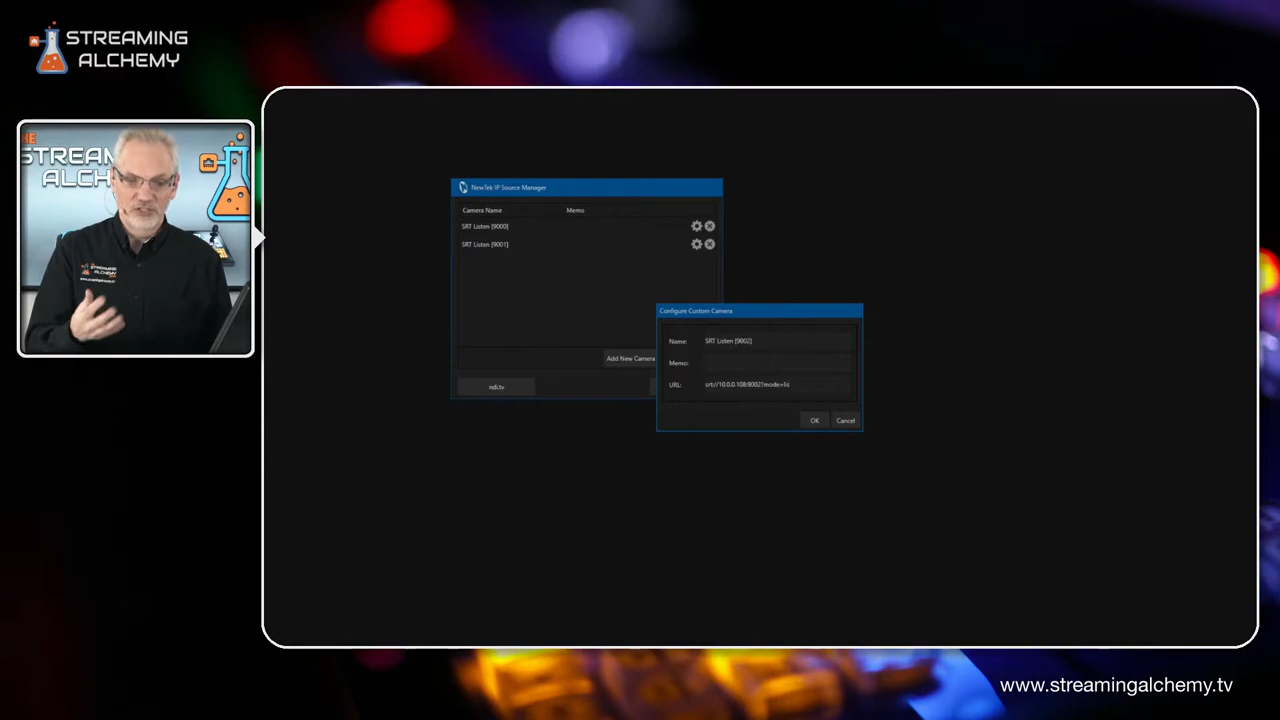 STREAMING
ALCHEMY
STREAM
ALCH
NewTek IP Source Manager
Camera Name Memo
SRT Listen [9000]
SRT Listen [9001]
Add New Camera
ndi.tv
Configure Custom Camera
Name: SRT Listen [9002]
Memo:
URL: srt://10.0.0.108:9002?mode=lis
OK Cancel
www.streamingalchemy.tv